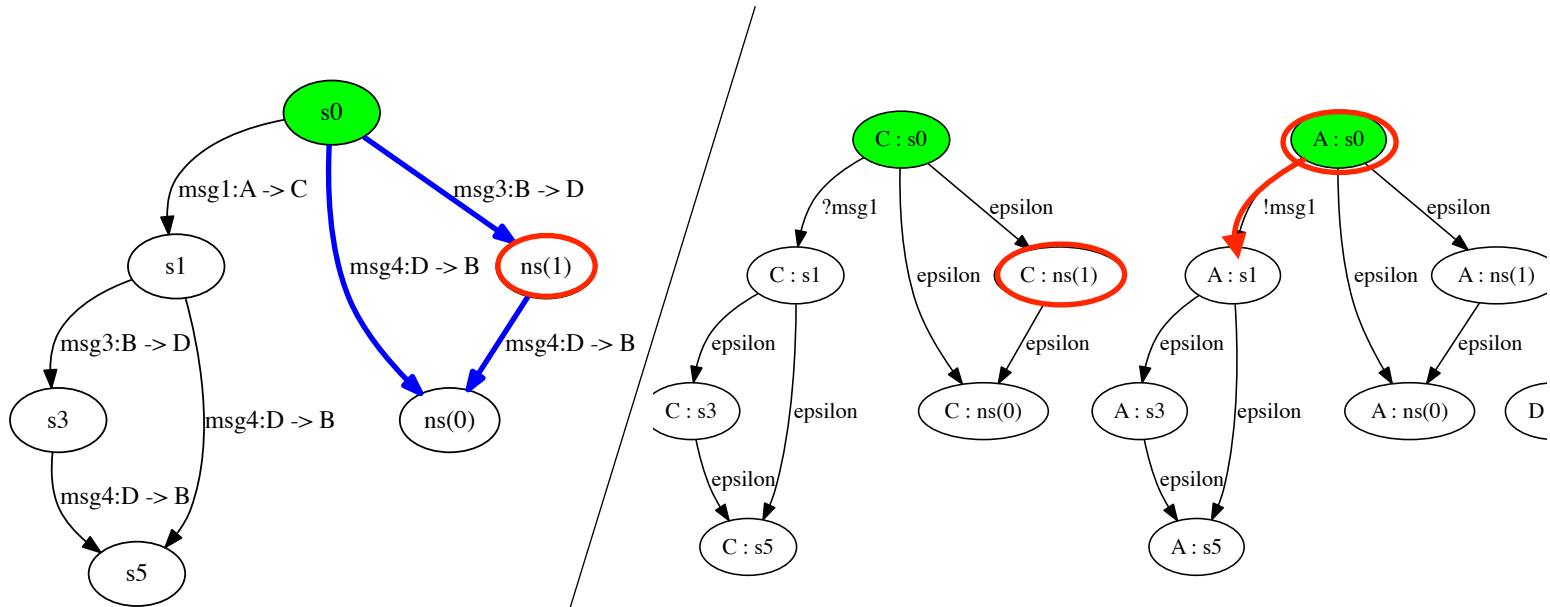 s0
msg1:A -> C
msg3:B -> D
s1
msg4:D -> B
ns(1)
msg3:B -> D
msg4:D -> B
s3
msg4:D -> B
ns(0)
msg4:D -> B
s5
C : s0
?msg1
epsilon
C : s1
epsilon
C : ns(1)
epsilon
epsilon
C : s3
epsilon
C : ns(0)
epsilon
C : s5
A : s0
!msg1
epsilon
A : s1
epsilon
A : ns(1)
epsilon
epsilon
A : s3
epsilon
A : ns(0)
epsilon
A : s5
D